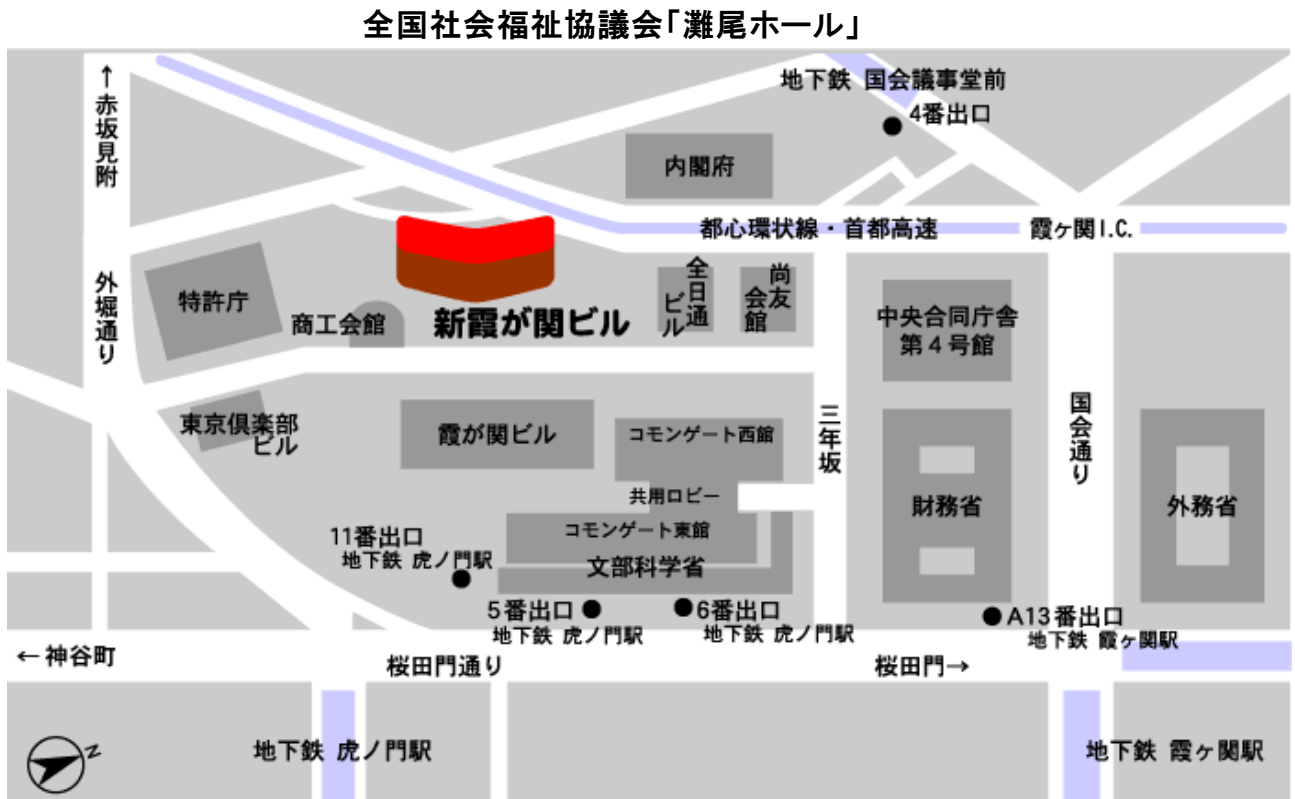 全国社会福祉協議会「灘尾ホール」
↑赤坂見附
地下鉄 国会議事堂前
4番出口
内閣府
都心環状線・首都高速
霞ヶ関I.C.
外堀通り
特許庁
商工会館
新霞が関ビル
全日通
ビル
尚友
会館
中央合同庁舎
第4号館
東京倶楽部
ビル
霞が関ビル
コモンゲート西館
三年坂
国会通り
共用ロビー
財務省
外務省
コモンゲート東館
文部科学省
11番出口
地下鉄 虎ノ門駅
5番出口
地下鉄 虎ノ門駅
6番出口
地下鉄 虎ノ門駅
A13番出口
地下鉄 霞ヶ関駅
←神谷町
桜田門通り
桜田門→
地下鉄 虎ノ門駅
地下鉄 霞ヶ関駅
N